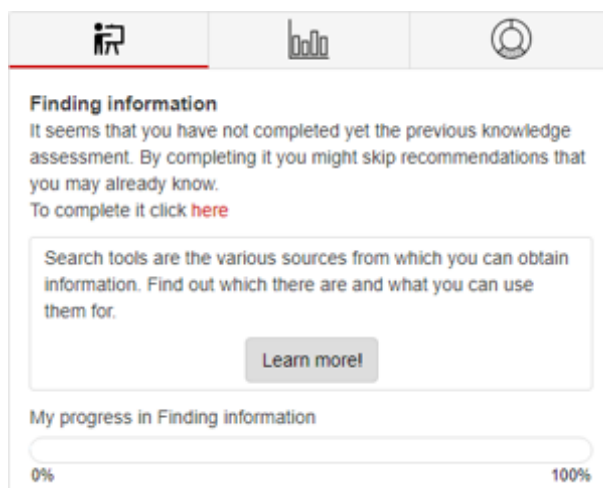 Finding information
It seems that you have not completed yet the previous knowledge
assessment. By completing it you might skip recommendations that
you may already know.
To complete it click here
Search tools are the various sources from which you can obtain
information. Find out which there are and what you can use
them for.
Learn more!
My progress in Finding information
0% 100%